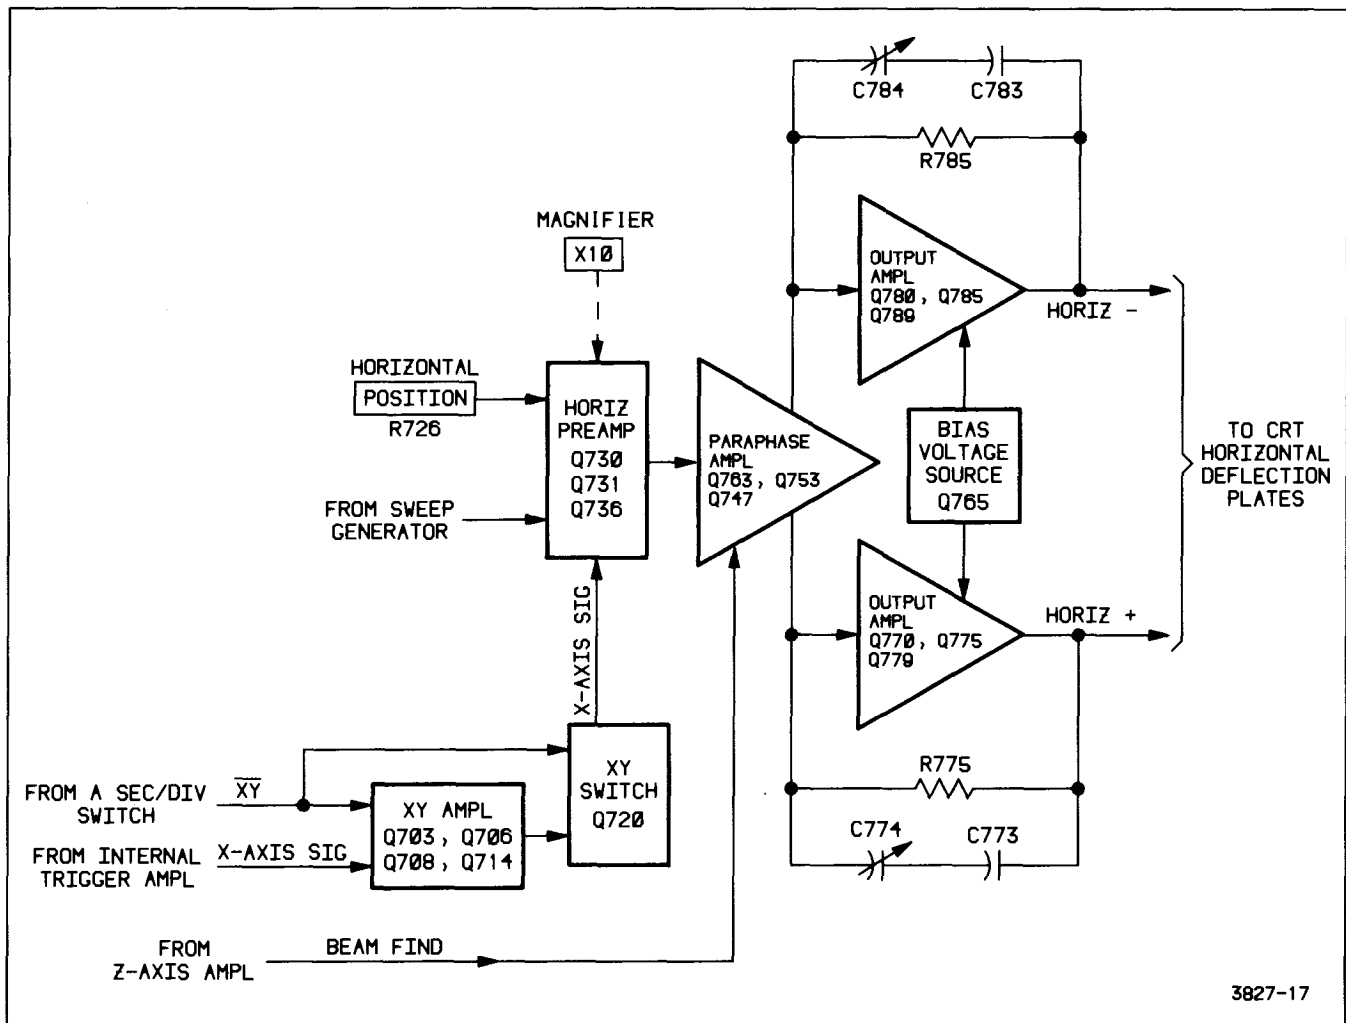 C784
C783
R785
MAGNIFIER
X10
OUTPUT
AMPL
Q780, Q785
Q789
HORIZ -
HORIZONTAL
POSITION
R726
HORIZ
PREAMP
Q730
Q731
Q736
PARAPHASE
AMPL
Q763, Q753
Q747
BIAS
VOLTAGE
SOURCE
Q765
TO CRT
HORIZONTAL
DEFLECTION
PLATES
FROM SWEEP
GENERATOR
X-AXIS SIG
OUTPUT
AMPL
Q770, Q775
Q779
HORIZ +
R775
C774
C773
FROM A SEC/DIV
SWITCH
X̅Y̅
XY AMPL
Q703, Q706
Q708, Q714
XY
SWITCH
Q720
FROM INTERNAL
TRIGGER AMPL
X-AXIS SIG
FROM
Z-AXIS AMPL
BEAM FIND
3827-17